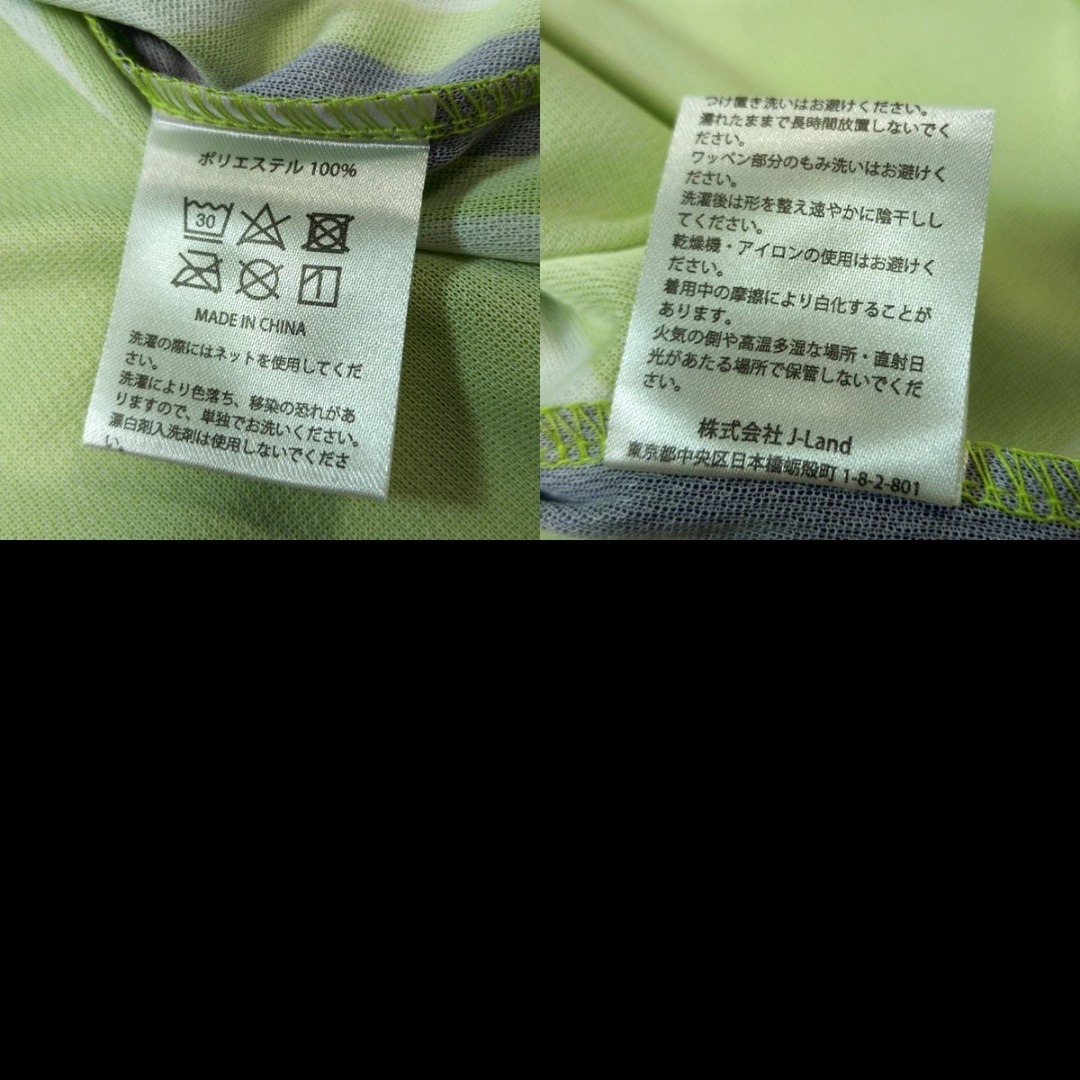 ポリエステル 100%
30
MADE IN CHINA
洗濯の際にはネットを使用してくだ
さい。
洗濯により色落ち、移染の恐れがあ
りますので、単独でお洗いください。
漂白剤入洗剤は使用しないでくださ
い。
つけ置き洗いはお避けください。
濡れたままで長時間放置しないでく
ださい。
ワッペン部分のもみ洗いはお避けく
ださい。
洗濯後は形を整え速やかに陰干しし
てください。
乾燥機・アイロンの使用はお避けく
ださい。
着用中の摩擦により白化することが
あります。
火気の側や高温多湿な場所・直射日
光があたる場所で保管しないでくだ
さい。
株式会社 J-Land
東京都中央区日本橋蛎殻町 1-8-2-801